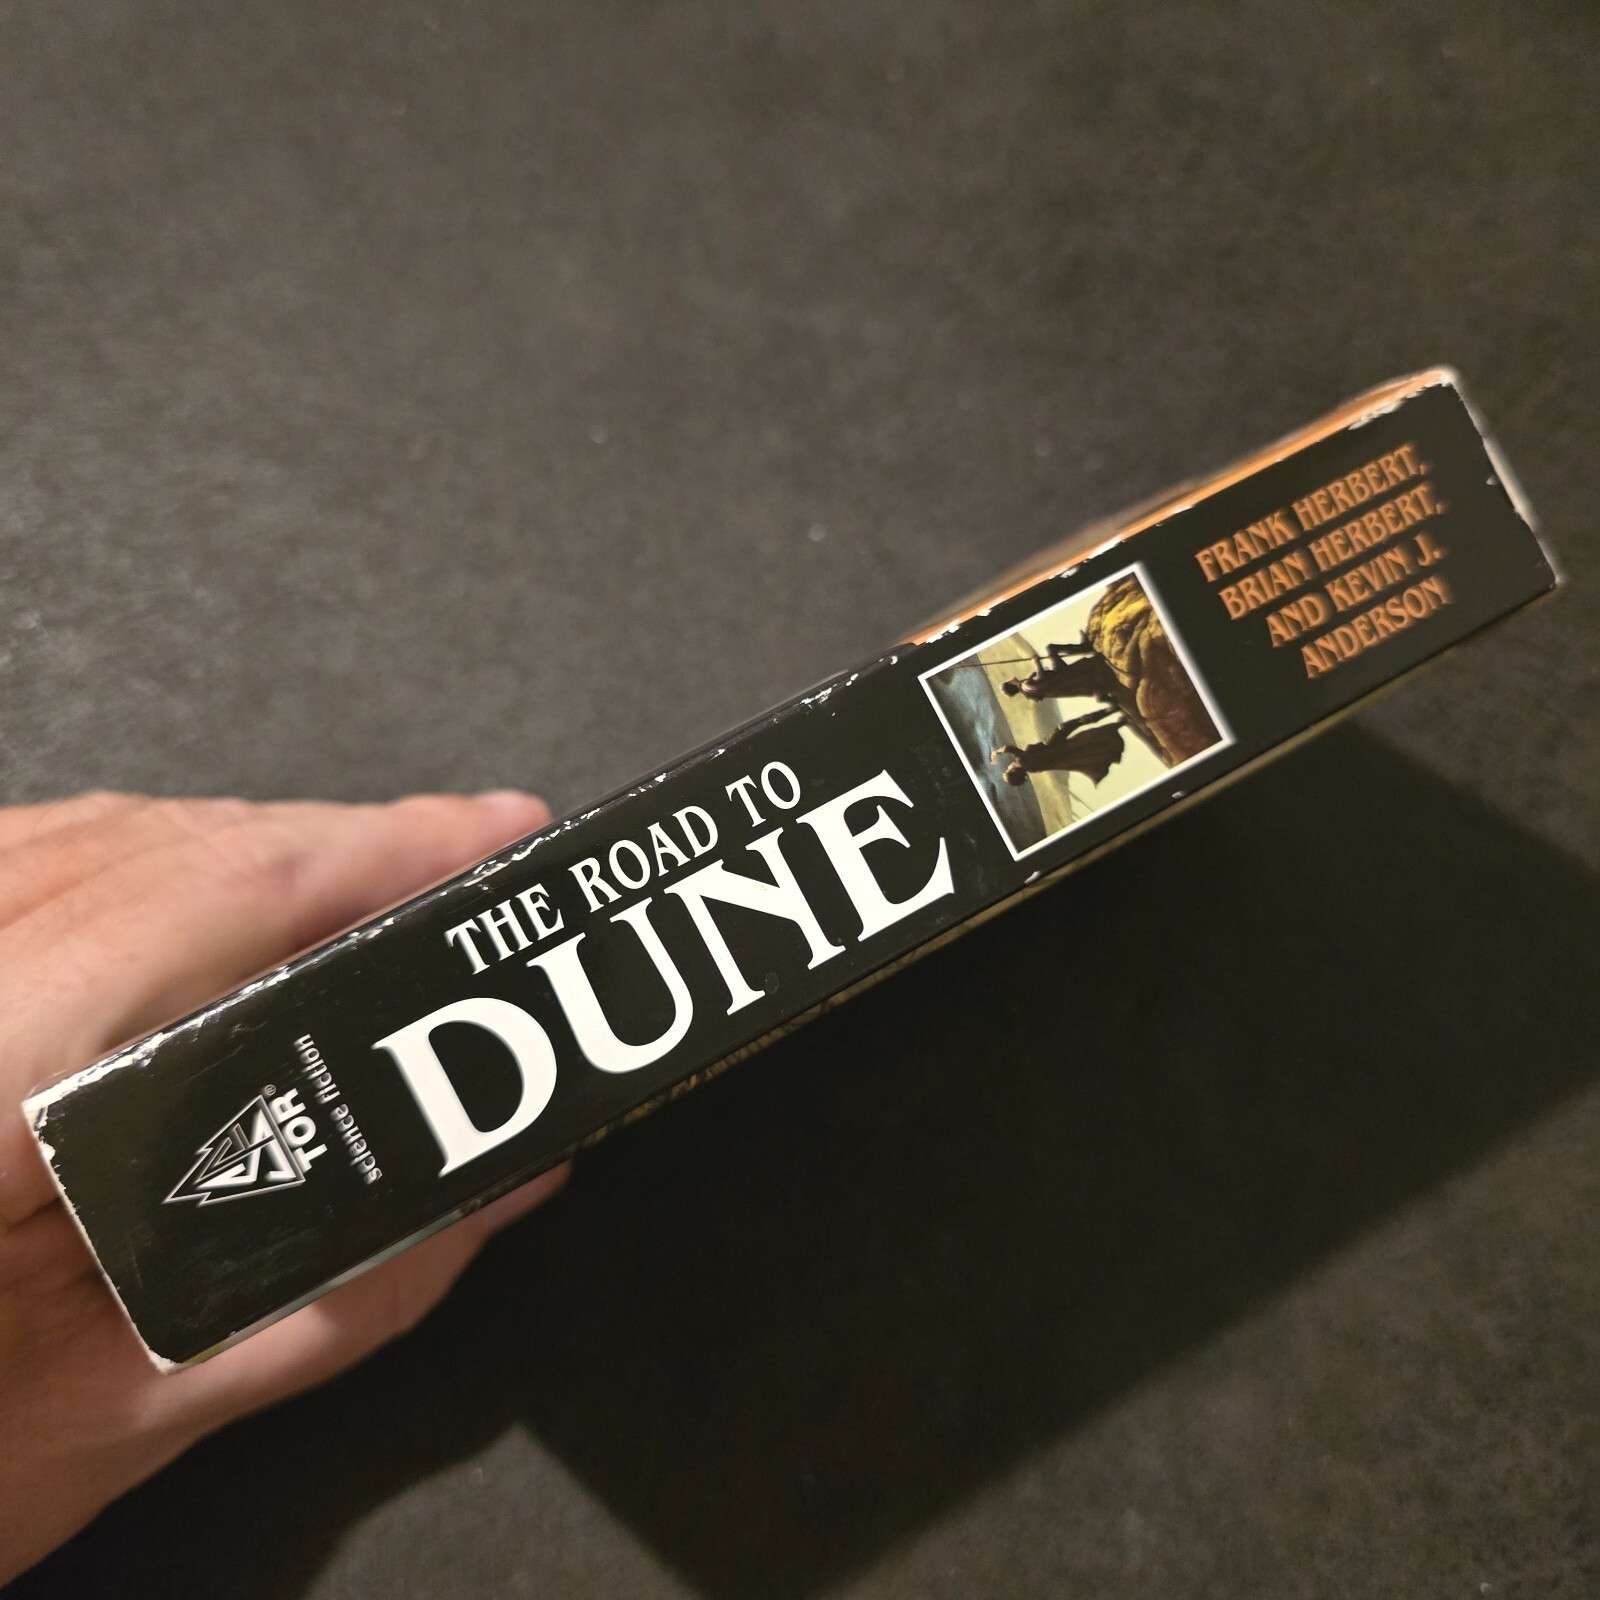 THE ROAD TO
DUNE
FRANK HERBERT,
BRIAN HERBERT,
AND KEVIN J.
ANDERSON
TOR®
science fiction